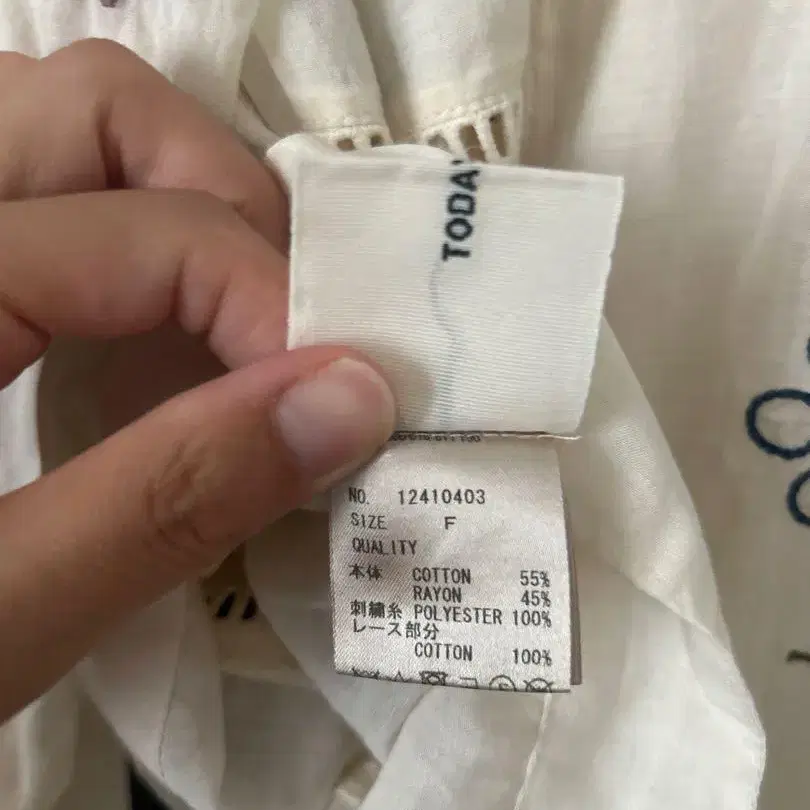 TODA
NO. 12410403
SIZE F
QUALITY
本体 COTTON 55%
RAYON 45%
刺繍糸 POLYESTER 100%
レース部分
COTTON 100%